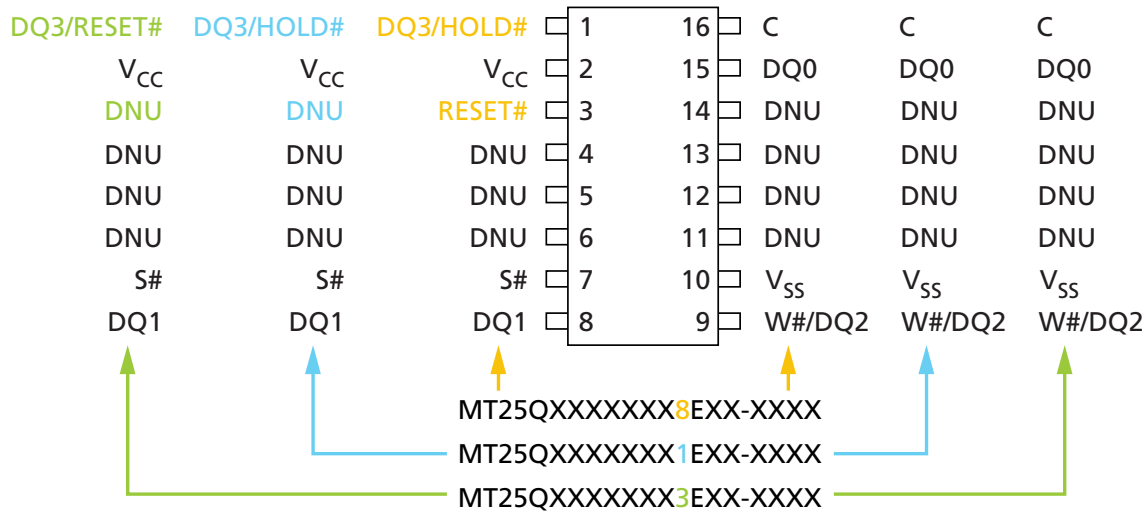 DQ3/RESET# DQ3/HOLD# DQ3/HOLD# 1 16 C C C
VCC VCC VCC 2 15 DQ0 DQ0 DQ0
DNU DNU RESET# 3 14 DNU DNU DNU
DNU DNU DNU 4 13 DNU DNU DNU
DNU DNU DNU 5 12 DNU DNU DNU
DNU DNU DNU 6 11 DNU DNU DNU
S# S# S# 7 10 VSS VSS VSS
DQ1 DQ1 DQ1 8 9 W#/DQ2 W#/DQ2 W#/DQ2
MT25QXXXXXXX8EXX-XXXX
MT25QXXXXXXX1EXX-XXXX
MT25QXXXXXXX3EXX-XXXX